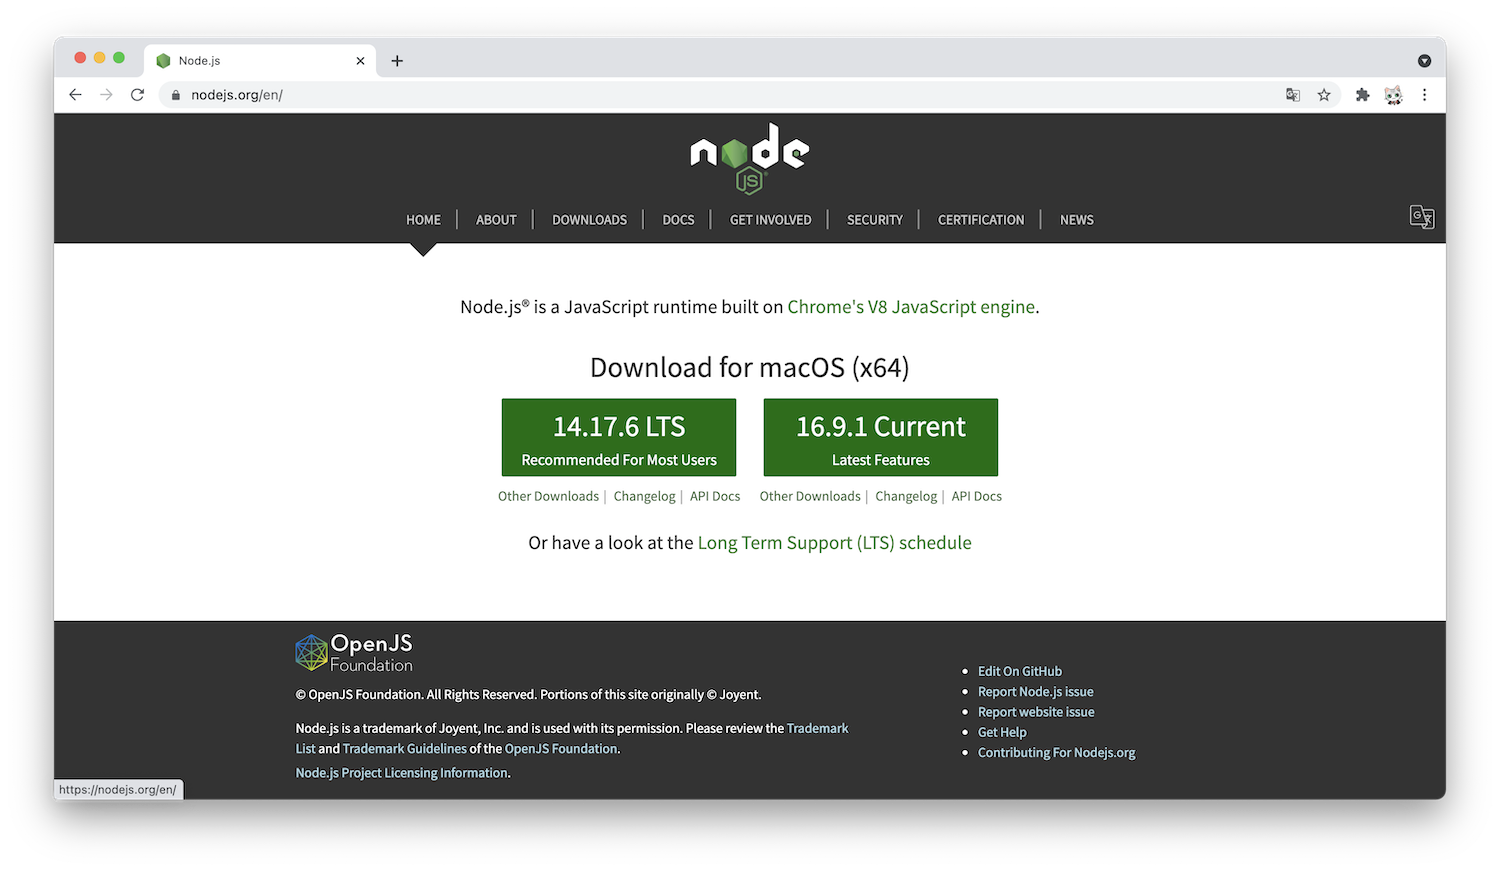 Node.js
nodejs.org/en/
node
JS
HOME | ABOUT | DOWNLOADS | DOCS | GET INVOLVED | SECURITY | CERTIFICATION | NEWS
Node.js® is a JavaScript runtime built on Chrome's V8 JavaScript engine.
Download for macOS (x64)
14.17.6 LTS
Recommended For Most Users
16.9.1 Current
Latest Features
Other Downloads | Changelog | API Docs
Other Downloads | Changelog | API Docs
Or have a look at the Long Term Support (LTS) schedule
OpenJS
Foundation
© OpenJS Foundation. All Rights Reserved. Portions of this site originally © Joyent.
Node.js is a trademark of Joyent, Inc. and is used with its permission. Please review the Trademark
List and Trademark Guidelines of the OpenJS Foundation.
Node.js Project Licensing Information.
Edit On GitHub
Report Node.js issue
Report website issue
Get Help
Contributing For Nodejs.org
https://nodejs.org/en/